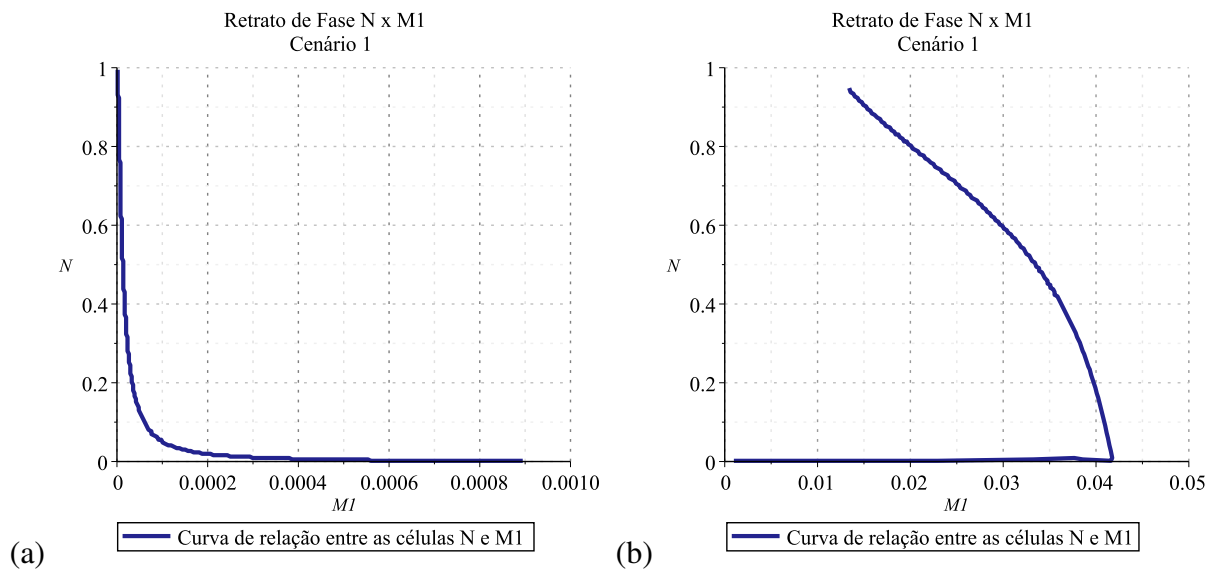 Retrato de Fase N x M1
Cenário 1
1
0.8
0.6
N
0.4
0.2
0
0 0.0002 0.0004 0.0006 0.0008 0.0010
M1
Curva de relação entre as células N e M1
(a)
Retrato de Fase N x M1
Cenário 1
1
0.8
0.6
N
0.4
0.2
0
0 0.01 0.02 0.03 0.04 0.05
M1
Curva de relação entre as células N e M1
(b)